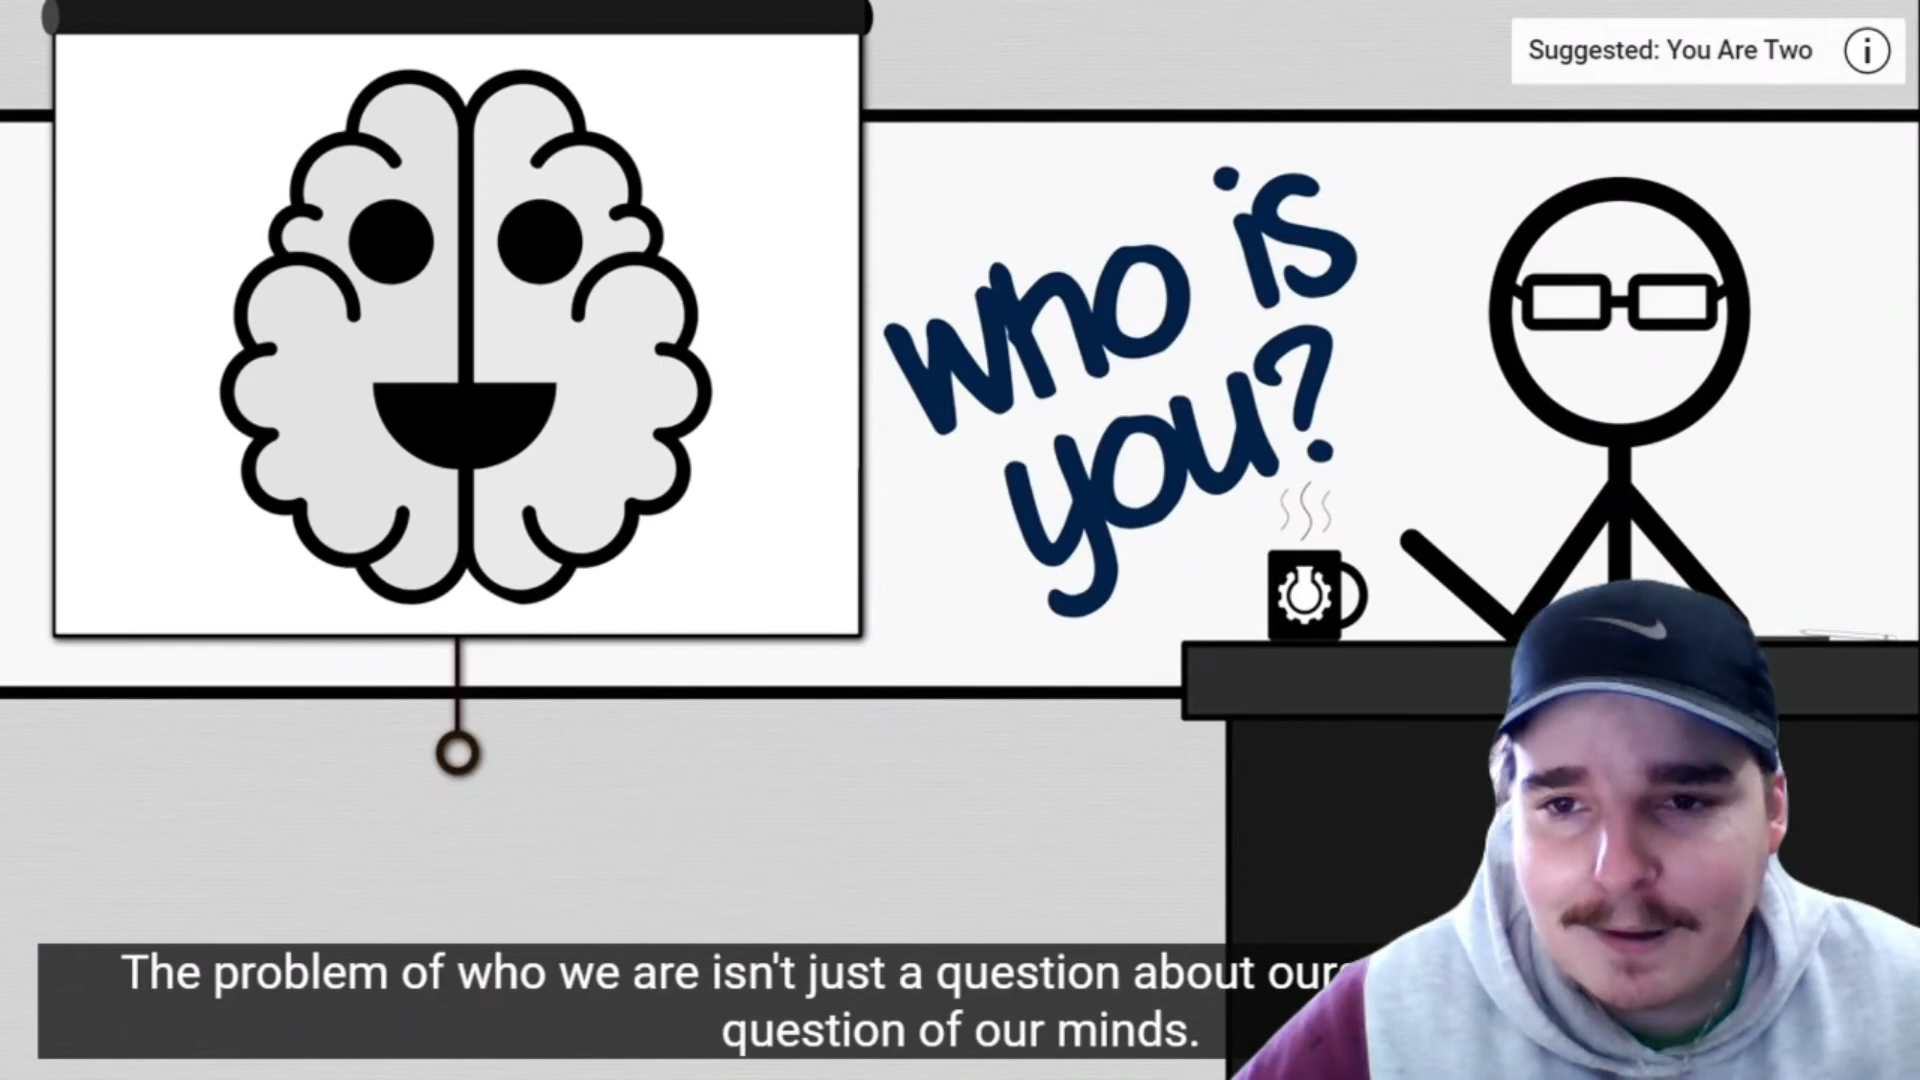 Suggested: You Are Two
i
who is
you?
The problem of who we are isn't just a question about
question of our minds.